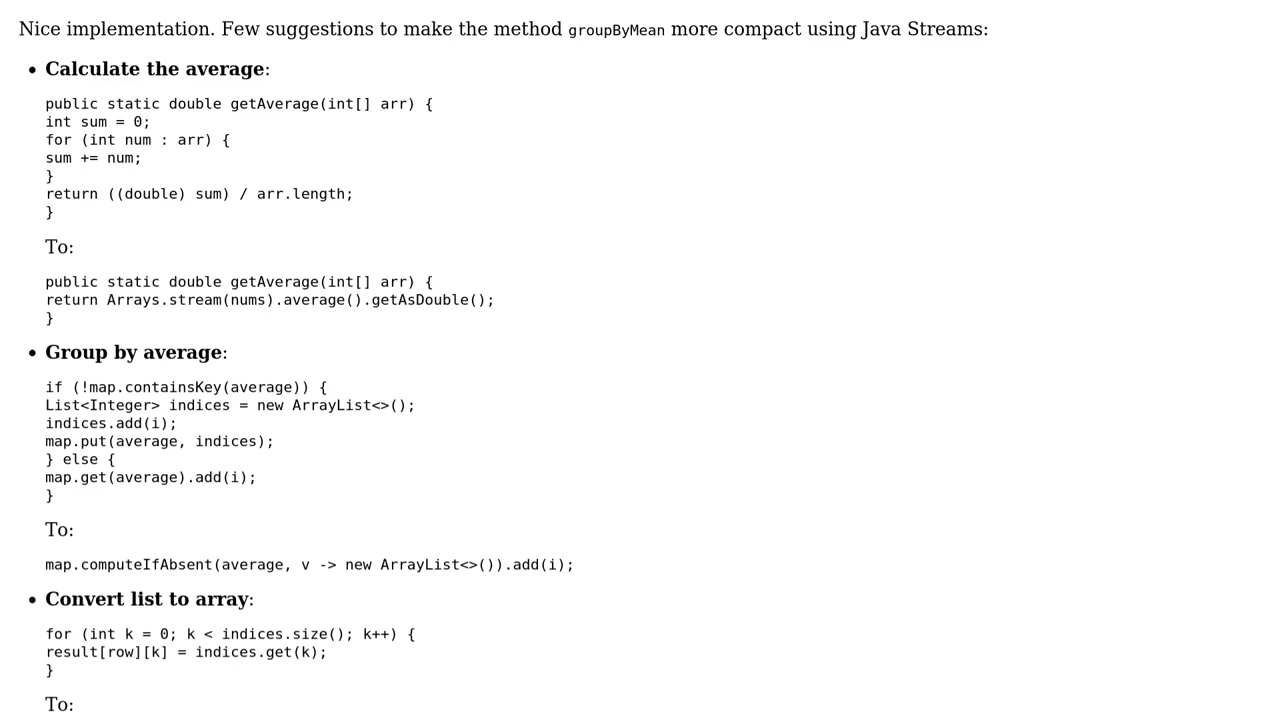 Nice implementation. Few suggestions to make the method groupByMean more compact using Java Streams:
• Calculate the average:
public static double getAverage(int[] arr) {
int sum = 0;
for (int num : arr) {
sum += num;
}
return ((double) sum) / arr.length;
}
To:
public static double getAverage(int[] arr) {
return Arrays.stream(nums).average().getAsDouble();
}
• Group by average:
if (!map.containsKey(average)) {
List<Integer> indices = new ArrayList<>();
indices.add(i);
map.put(average, indices);
} else {
map.get(average).add(i);
}
To:
map.computeIfAbsent(average, v -> new ArrayList<>()).add(i);
• Convert list to array:
for (int k = 0; k < indices.size(); k++) {
result[row][k] = indices.get(k);
}
To: